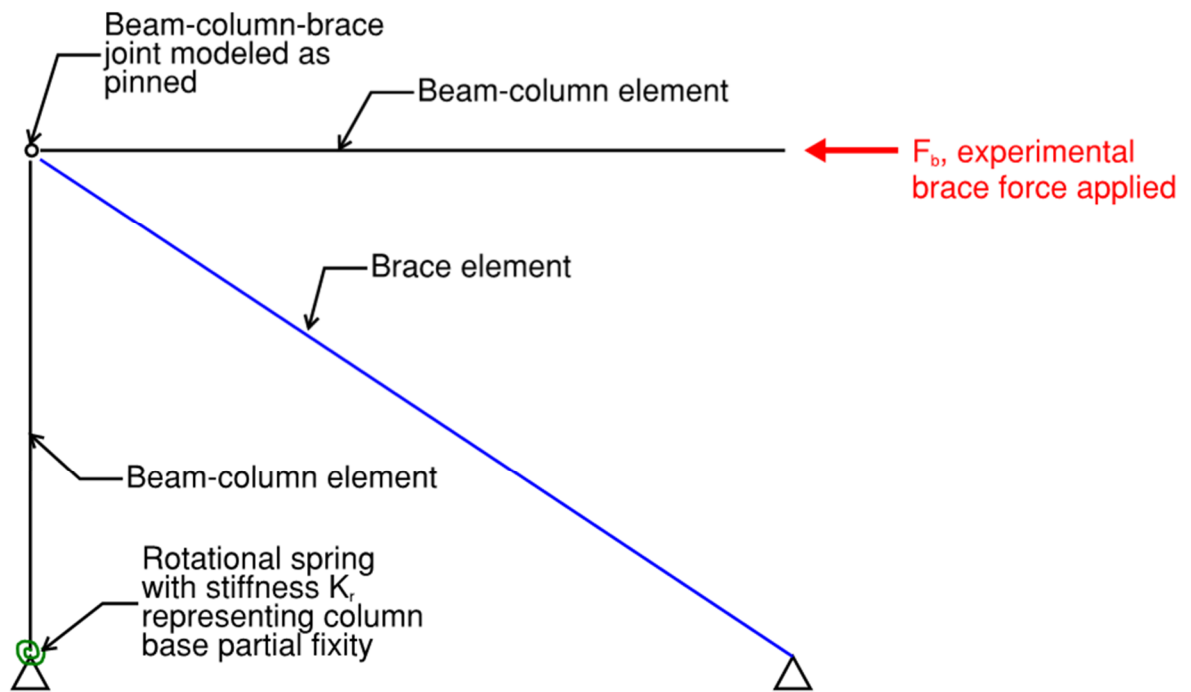 Beam-column-brace
joint modeled as
pinned
Beam-column element
F_b, experimental
brace force applied
Brace element
Beam-column element
Rotational spring
with stiffness K_r
representing column
base partial fixity